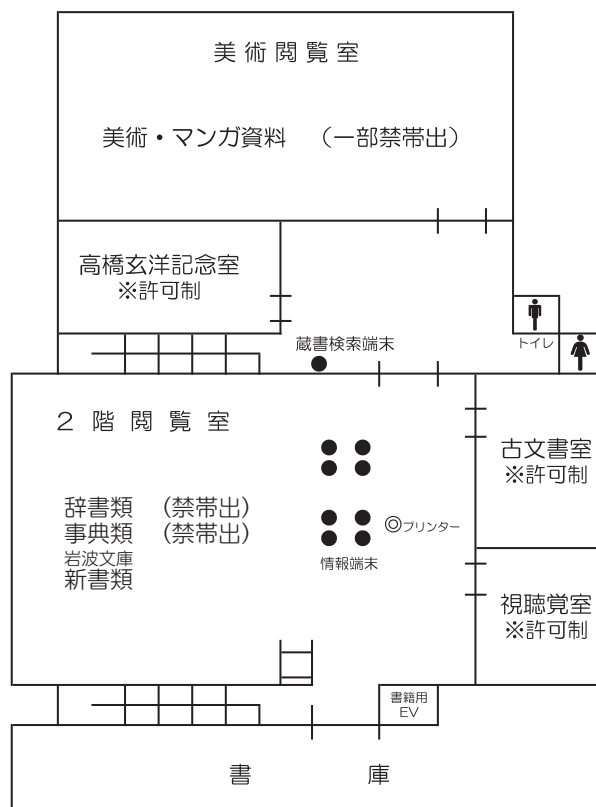 美術閲覧室
美術・マンガ資料 (一部禁帯出)
高橋玄洋記念室
※許可制
トイレ
蔵書検索端末
2階閲覧室
古文書室
※許可制
辞書類 (禁帯出)
事典類 (禁帯出)
岩波文庫
新書類
◎プリンター
情報端末
視聴覚室
※許可制
書籍用
EV
書庫